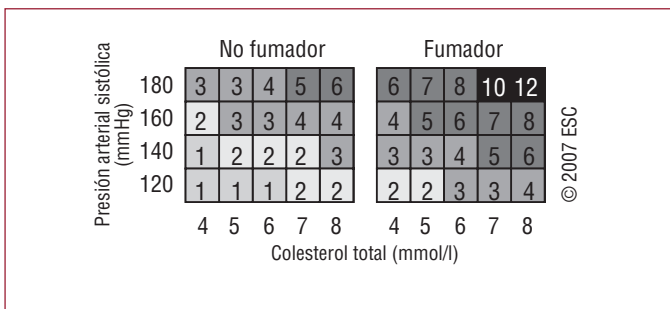 No fumador Fumador
Presión arterial sistólica
(mmHg)
180 3 3 4 5 6 6 7 8 10 12
160 2 3 3 4 4 4 5 6 7 8
140 1 2 2 2 3 3 3 4 5 6
120 1 1 1 2 2 2 2 3 3 4
4 5 6 7 8 4 5 6 7 8
Colesterol total (mmol/l)
© 2007 ESC